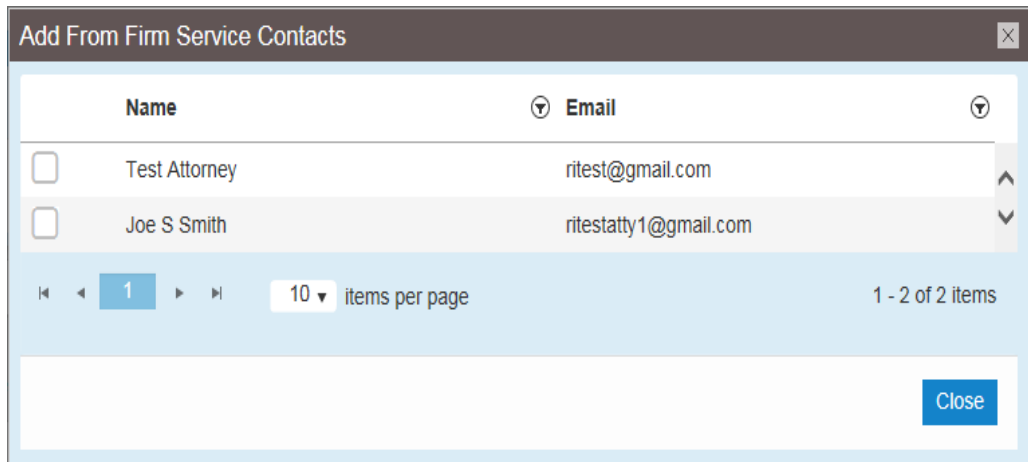 Add From Firm Service Contacts
Name Email
Test Attorney ritest@gmail.com
Joe S Smith ritestatty1@gmail.com
1 10 items per page 1 - 2 of 2 items
Close